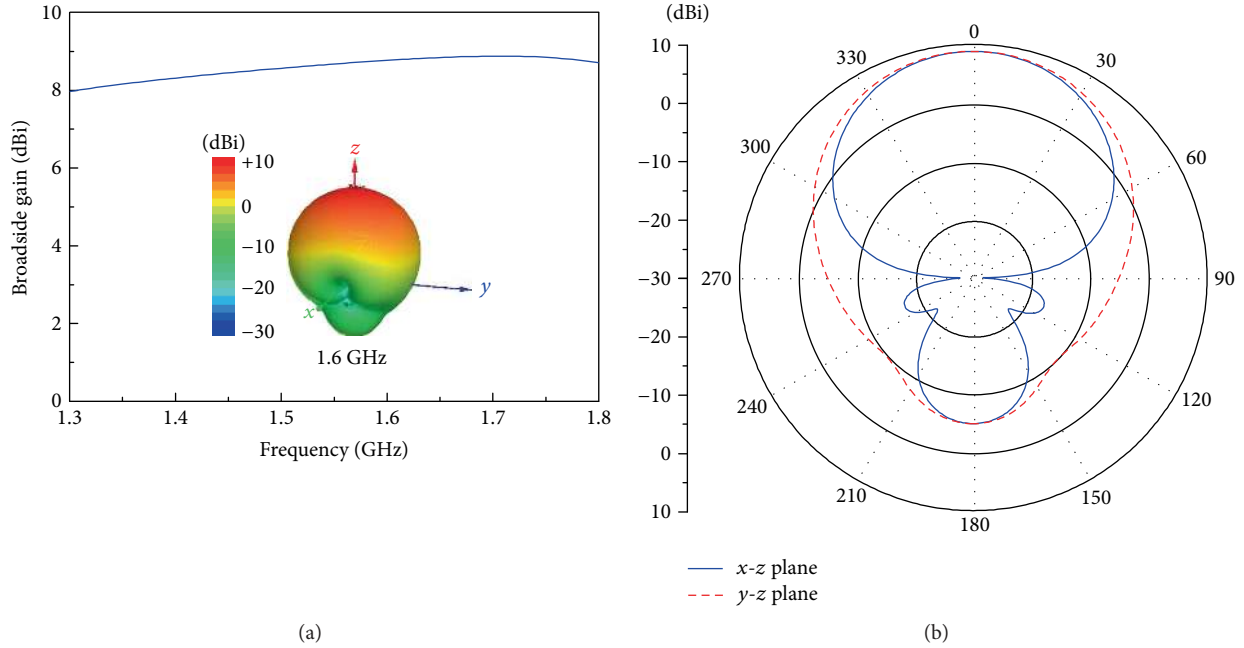 10
8
6
4
2
0
Broadside gain (dBi)
(dBi)
+10
0
−10
−20
−30
z
y
x
1.6 GHz
1.3 1.4 1.5 1.6 1.7 1.8
Frequency (GHz)
(a)
(dBi)
10
0
−10
−20
−30
−20
−10
0
10
0
30
60
90
120
150
180
210
240
270
300
330
x-z plane
y-z plane
(b)